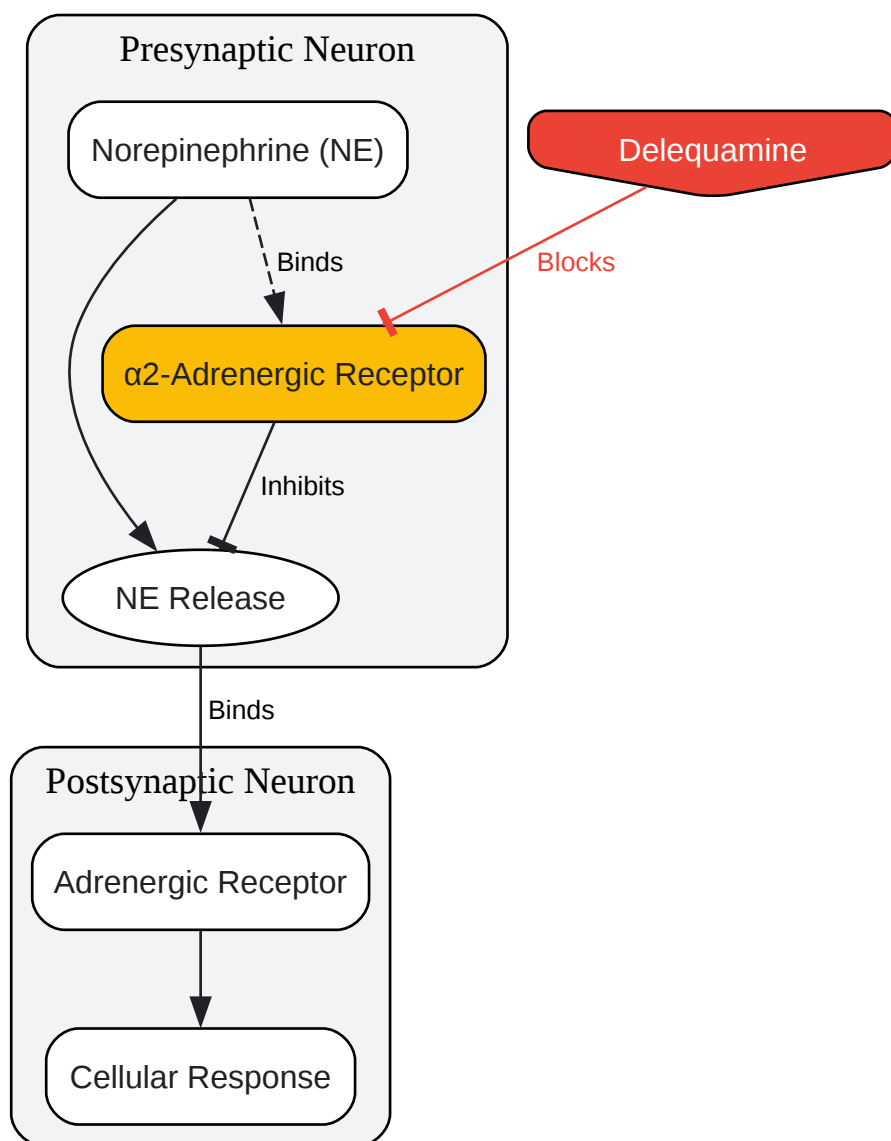 Presynaptic Neuron
Norepinephrine (NE)
Delequamine
Binds
Blocks
α2-Adrenergic Receptor
Inhibits
NE Release
Binds
Postsynaptic Neuron
Adrenergic Receptor
Cellular Response